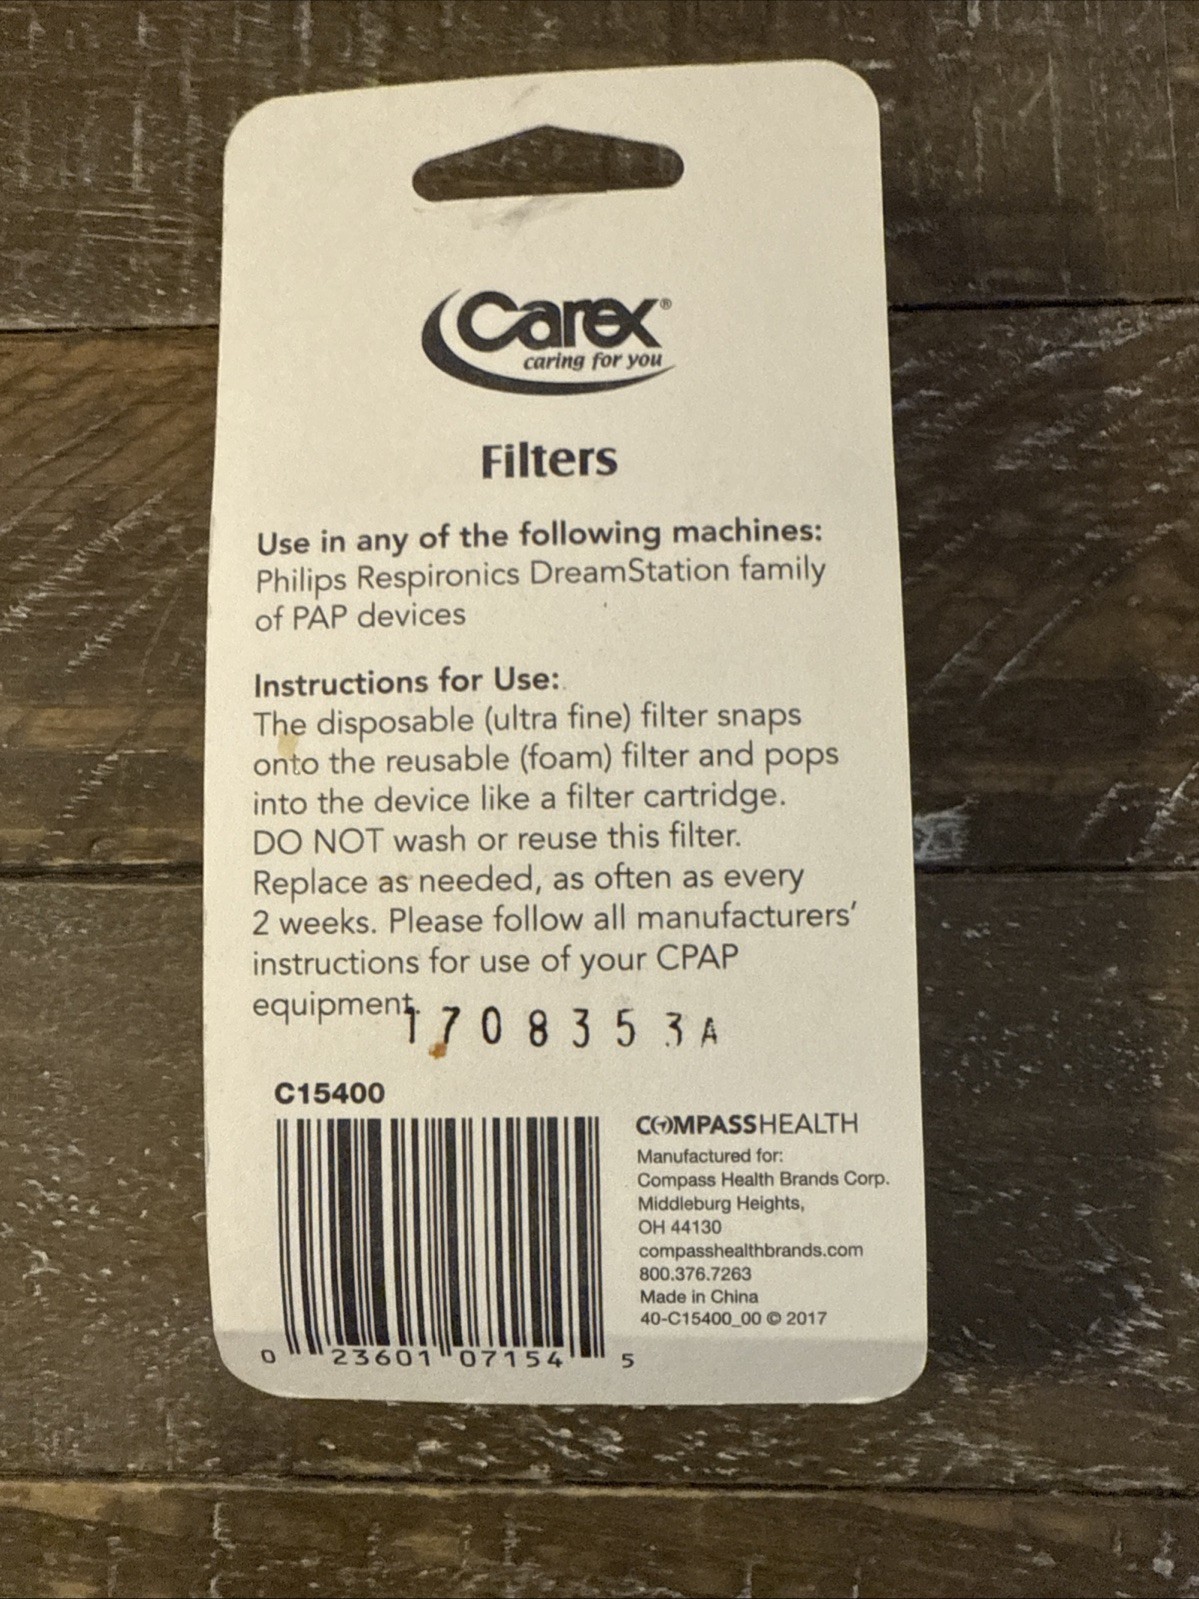 Carex®
caring for you
Filters
Use in any of the following machines:
Philips Respironics DreamStation family
of PAP devices
Instructions for Use:
The disposable (ultra fine) filter snaps
onto the reusable (foam) filter and pops
into the device like a filter cartridge.
DO NOT wash or reuse this filter.
Replace as needed, as often as every
2 weeks. Please follow all manufacturers’
instructions for use of your CPAP
equipment.
1708353A
C15400
0 23601 07154 5
COMPASSHEALTH
Manufactured for:
Compass Health Brands Corp.
Middleburg Heights,
OH 44130
compasshealthbrands.com
800.376.7263
Made in China
40-C15400_00 © 2017